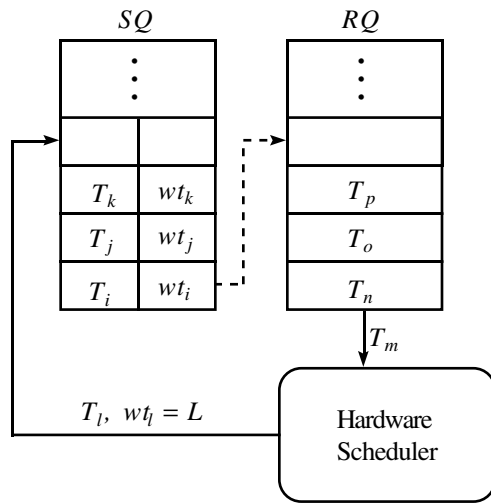 SQ RQ
T_k wt_k T_p
T_j wt_j T_o
T_i wt_i T_n
T_m
T_l, wt_l = L
Hardware
Scheduler